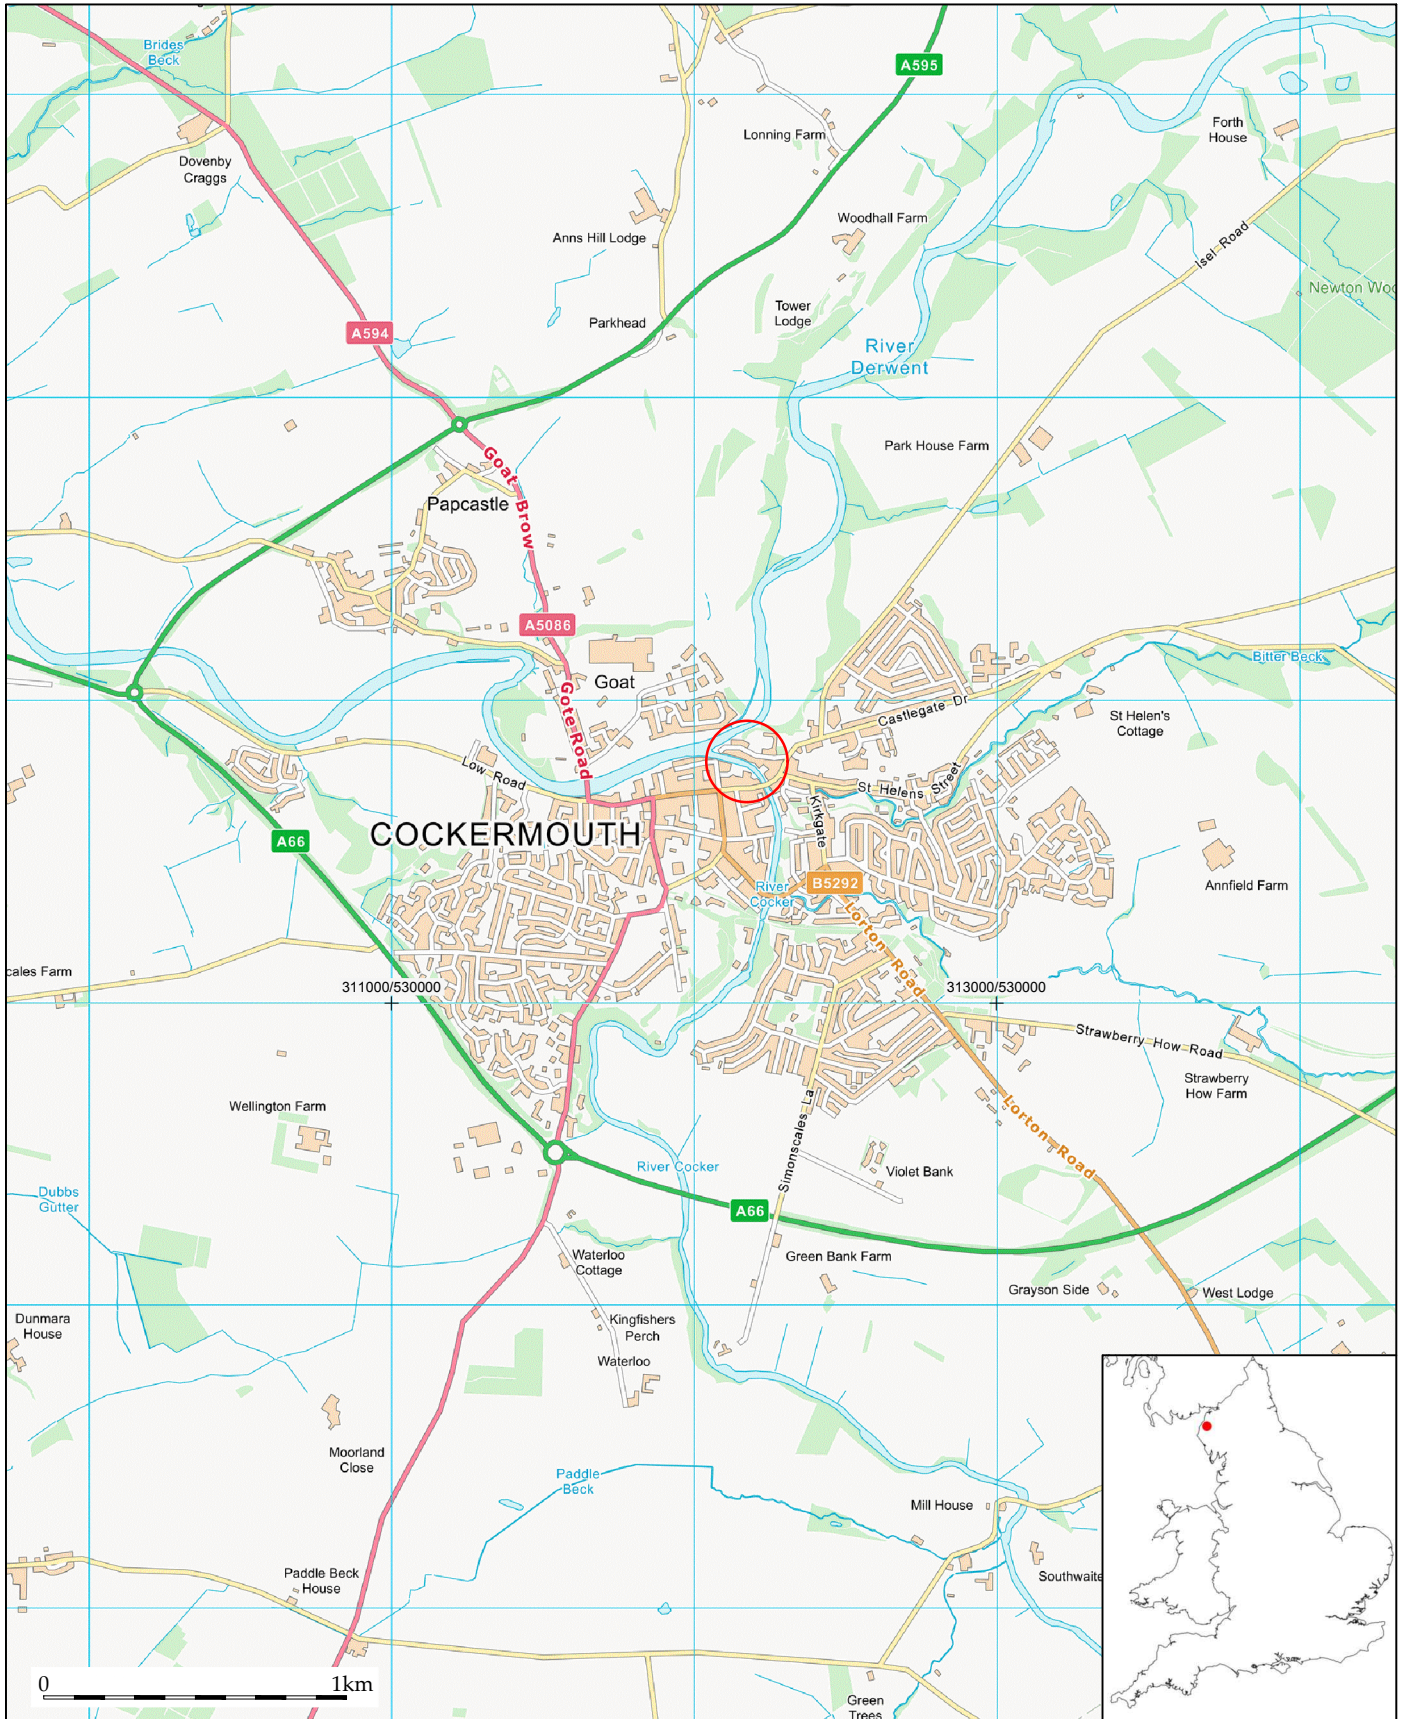 Brides
Beck
A595
Forth
House
Lonning Farm
Dovenby
Craggs
Woodhall Farm
Anns Hill Lodge
Isel Road
Newton Woo
Tower
Lodge
Parkhead
A594
River
Derwent
Park House Farm
Goat Brow
Papcastle
A5086
Bitter Beck
Goat
Gote Road
Castlegate Dr
St Helen's
Cottage
Low Road
St Helens Street
Kirkgate
COCKERMOUTH
A66
B5292
River
Cocker
Annfield Farm
Lorton Road
cales Farm
311000/530000
313000/530000
Strawberry How Road
Strawberry
How Farm
Wellington Farm
Simonscales La
Lorton Road
River Cocker
Violet Bank
Dubbs
Gutter
A66
Waterloo
Cottage
Green Bank Farm
Grayson Side
West Lodge
Dunmara
House
Kingfishers
Perch
Waterloo
Moorland
Close
Paddle
Beck
Mill House
Paddle Beck
House
Southwaite
0
1km
Green
Trees